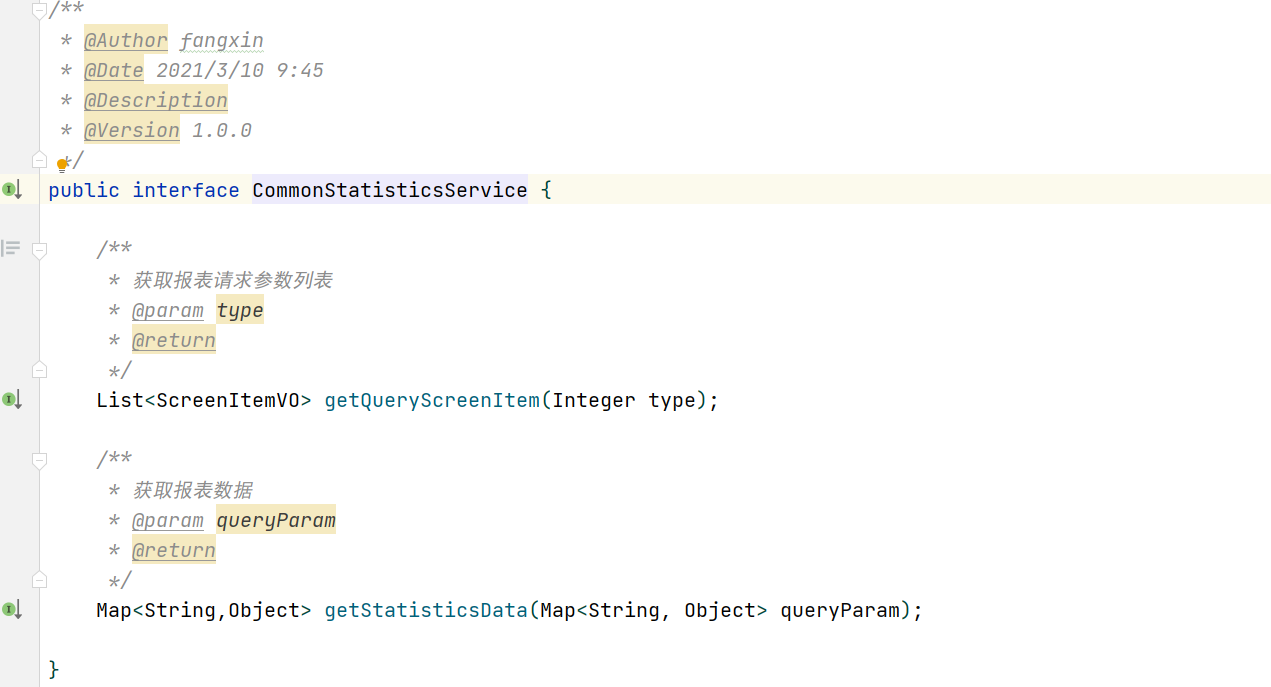 /**
 * @Author fangxin
 * @Date 2021/3/10 9:45
 * @Description
 * @Version 1.0.0
 */
public interface CommonStatisticsService {
    /**
     * 获取报表请求参数列表
     * @param type
     * @return
     */
    List<ScreenItemVO> getQueryScreenItem(Integer type);
    /**
     * 获取报表数据
     * @param queryParam
     * @return
     */
    Map<String,Object> getStatisticsData(Map<String, Object> queryParam);
}